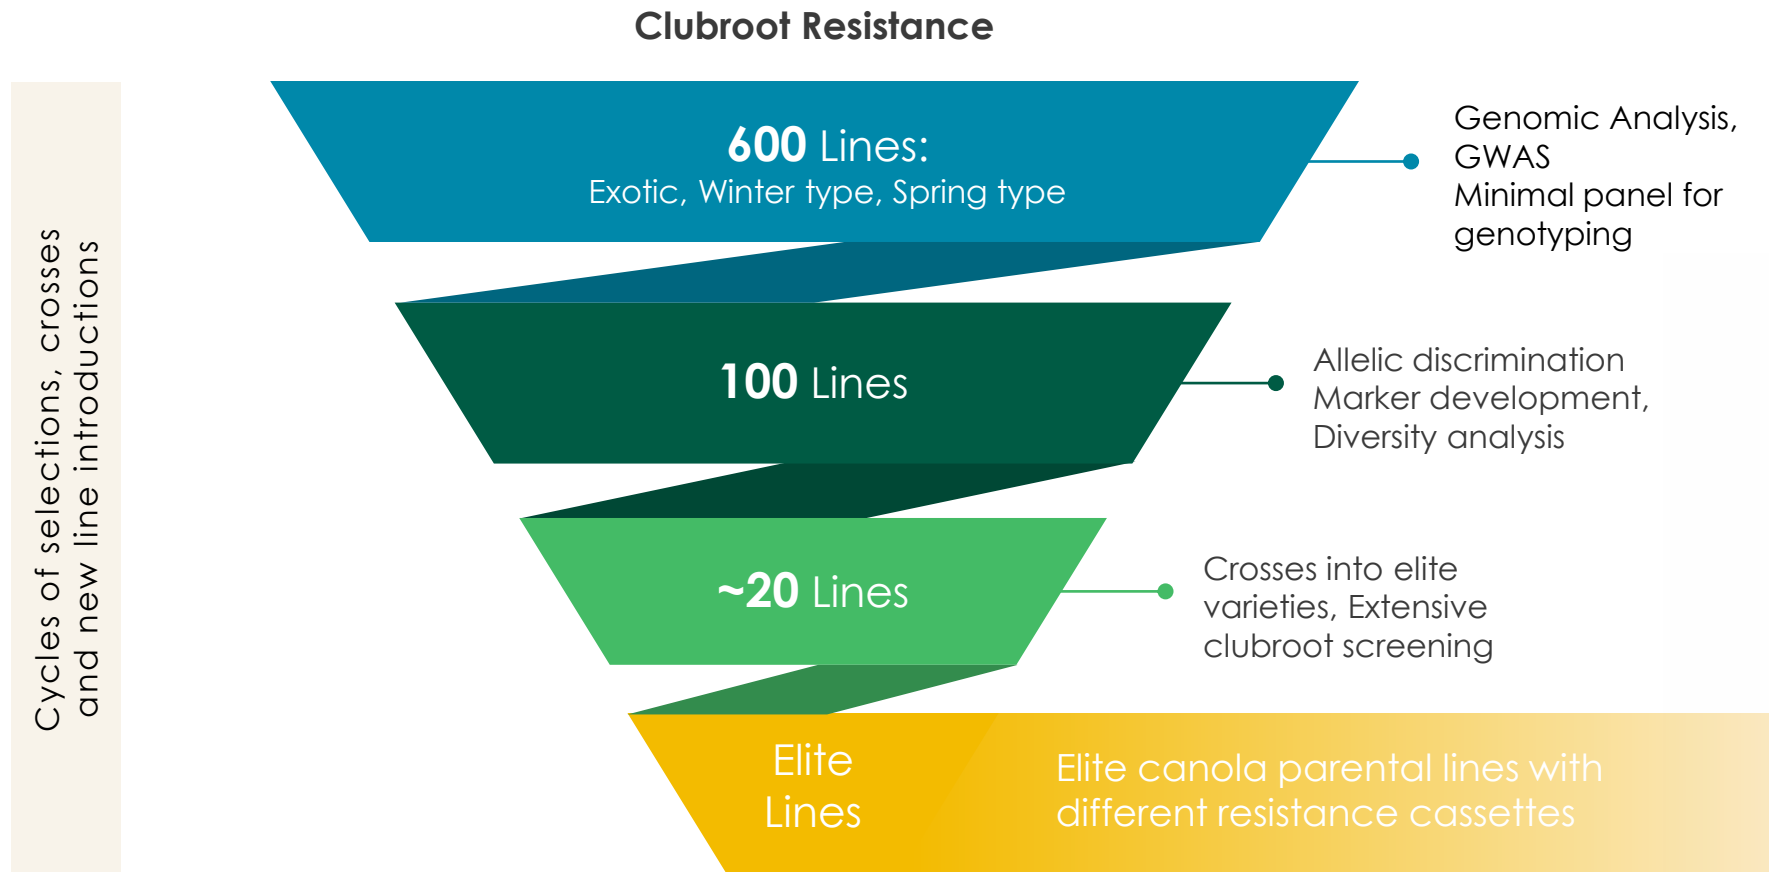 Clubroot Resistance
Cycles of selections, crosses
and new line introductions
600 Lines:
Exotic, Winter type, Spring type
Genomic Analysis,
GWAS
Minimal panel for
genotyping
100 Lines
Allelic discrimination
Marker development,
Diversity analysis
~20 Lines
Crosses into elite
varieties, Extensive
clubroot screening
Elite
Lines
Elite canola parental lines with
different resistance cassettes